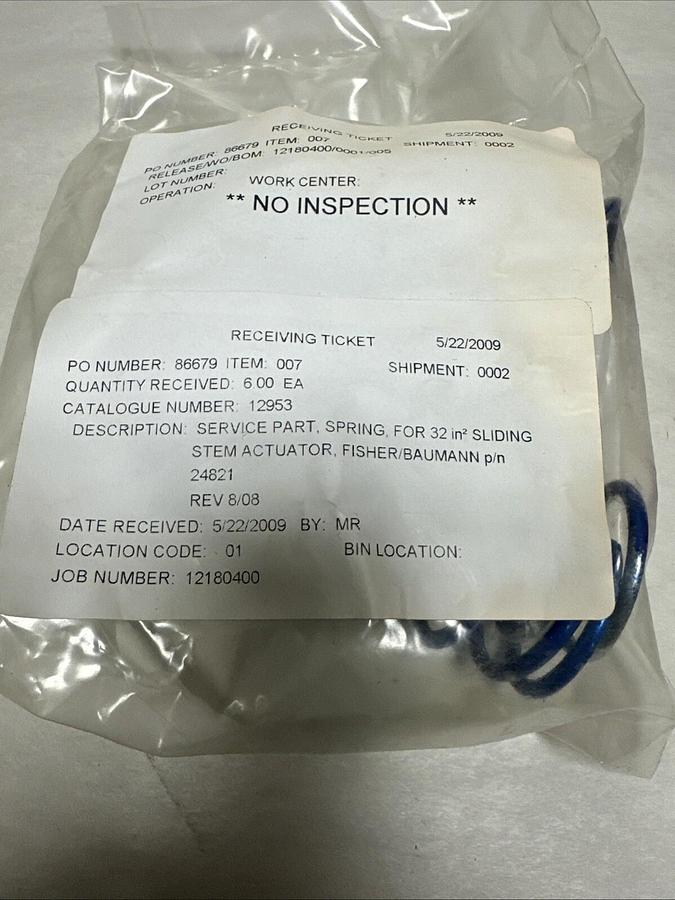 RECEIVING TICKET 5/22/2009
PO NUMBER: 86679 ITEM: 007 SHIPMENT: 0002
RELEASE/WO/BOM: 12180400/0001/005
LOT NUMBER:
OPERATION: WORK CENTER:
** NO INSPECTION **
RECEIVING TICKET 5/22/2009
PO NUMBER: 86679 ITEM: 007 SHIPMENT: 0002
QUANTITY RECEIVED: 6.00 EA
CATALOGUE NUMBER: 12953
DESCRIPTION: SERVICE PART, SPRING, FOR 32 in² SLIDING
STEM ACTUATOR, FISHER/BAUMANN p/n
24821
REV 8/08
DATE RECEIVED: 5/22/2009 BY: MR
LOCATION CODE: 01 BIN LOCATION:
JOB NUMBER: 12180400